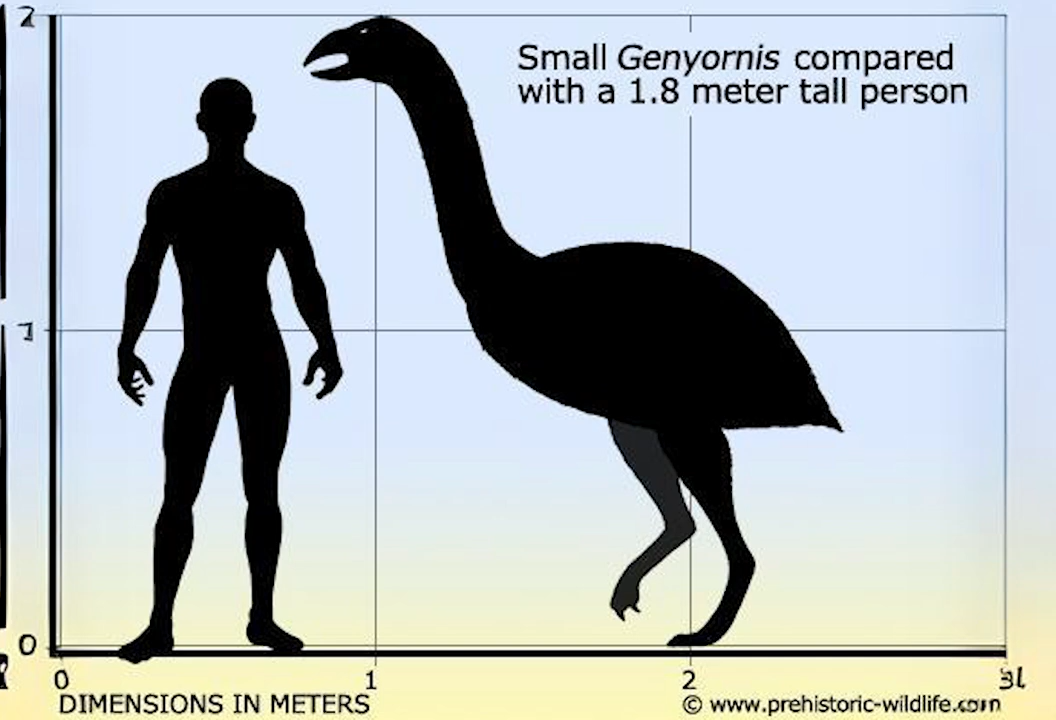 2
Small Genyornis compared
with a 1.8 meter tall person
1
0
0 1 2 3
DIMENSIONS IN METERS
© www.prehistoric-wildlife.com